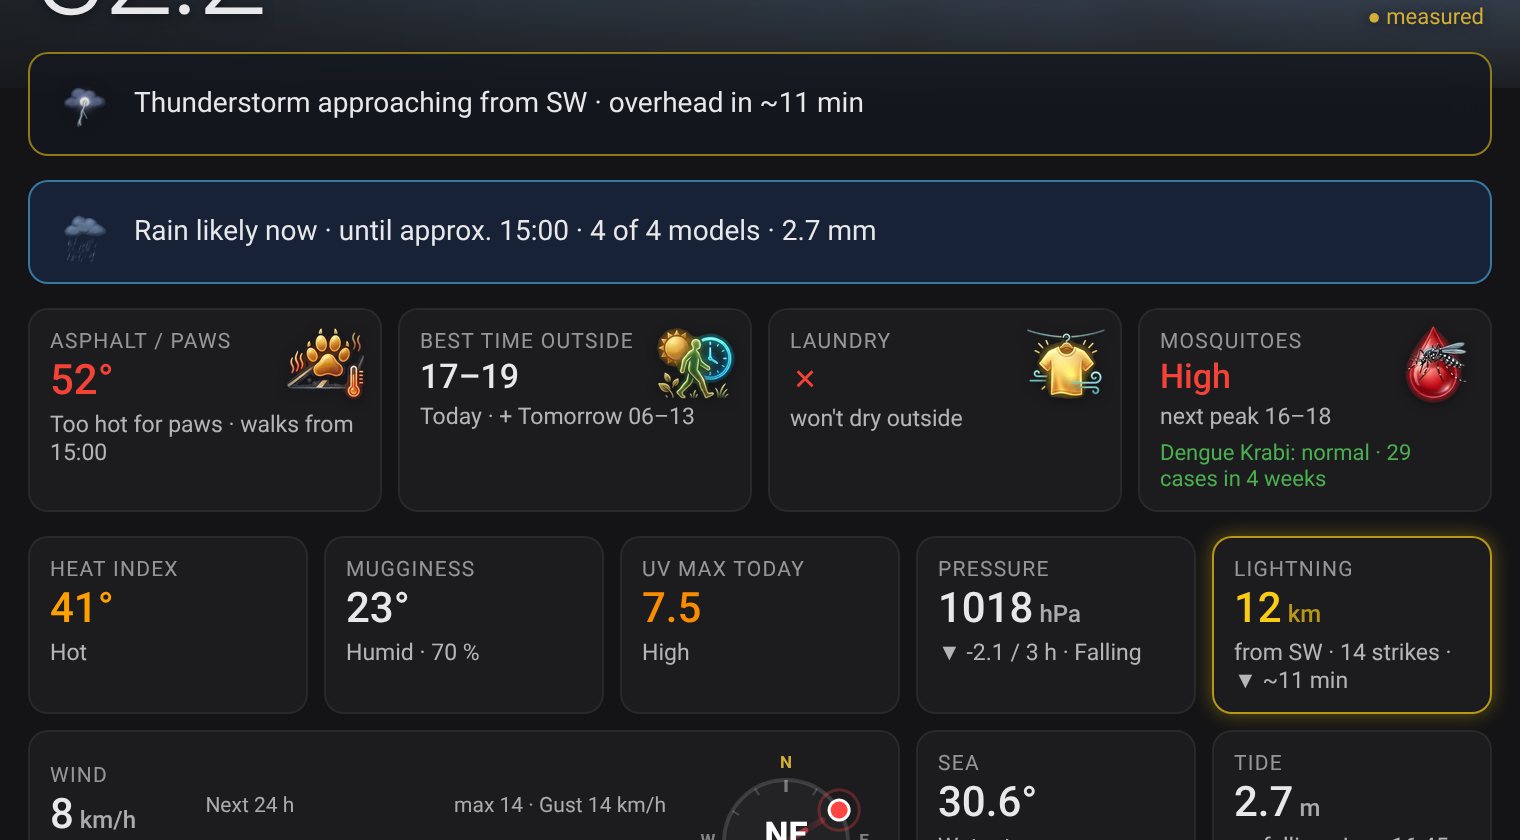 measured
Thunderstorm approaching from SW · overhead in ~11 min
Rain likely now · until approx. 15:00 · 4 of 4 models · 2.7 mm
ASPHALT / PAWS
52°
Too hot for paws · walks from
15:00
BEST TIME OUTSIDE
17–19
Today · + Tomorrow 06–13
LAUNDRY
×
won't dry outside
MOSQUITOES
High
next peak 16–18
Dengue Krabi: normal · 29
cases in 4 weeks
HEAT INDEX
41°
Hot
MUGGINESS
23°
Humid · 70 %
UV MAX TODAY
7.5
High
PRESSURE
1018 hPa
▼ -2.1 / 3 h · Falling
LIGHTNING
12 km
from SW · 14 strikes ·
▼ ~11 min
WIND
8 km/h
Next 24 h
max 14 · Gust 14 km/h
N
NE
W
E
SEA
30.6°
TIDE
2.7 m